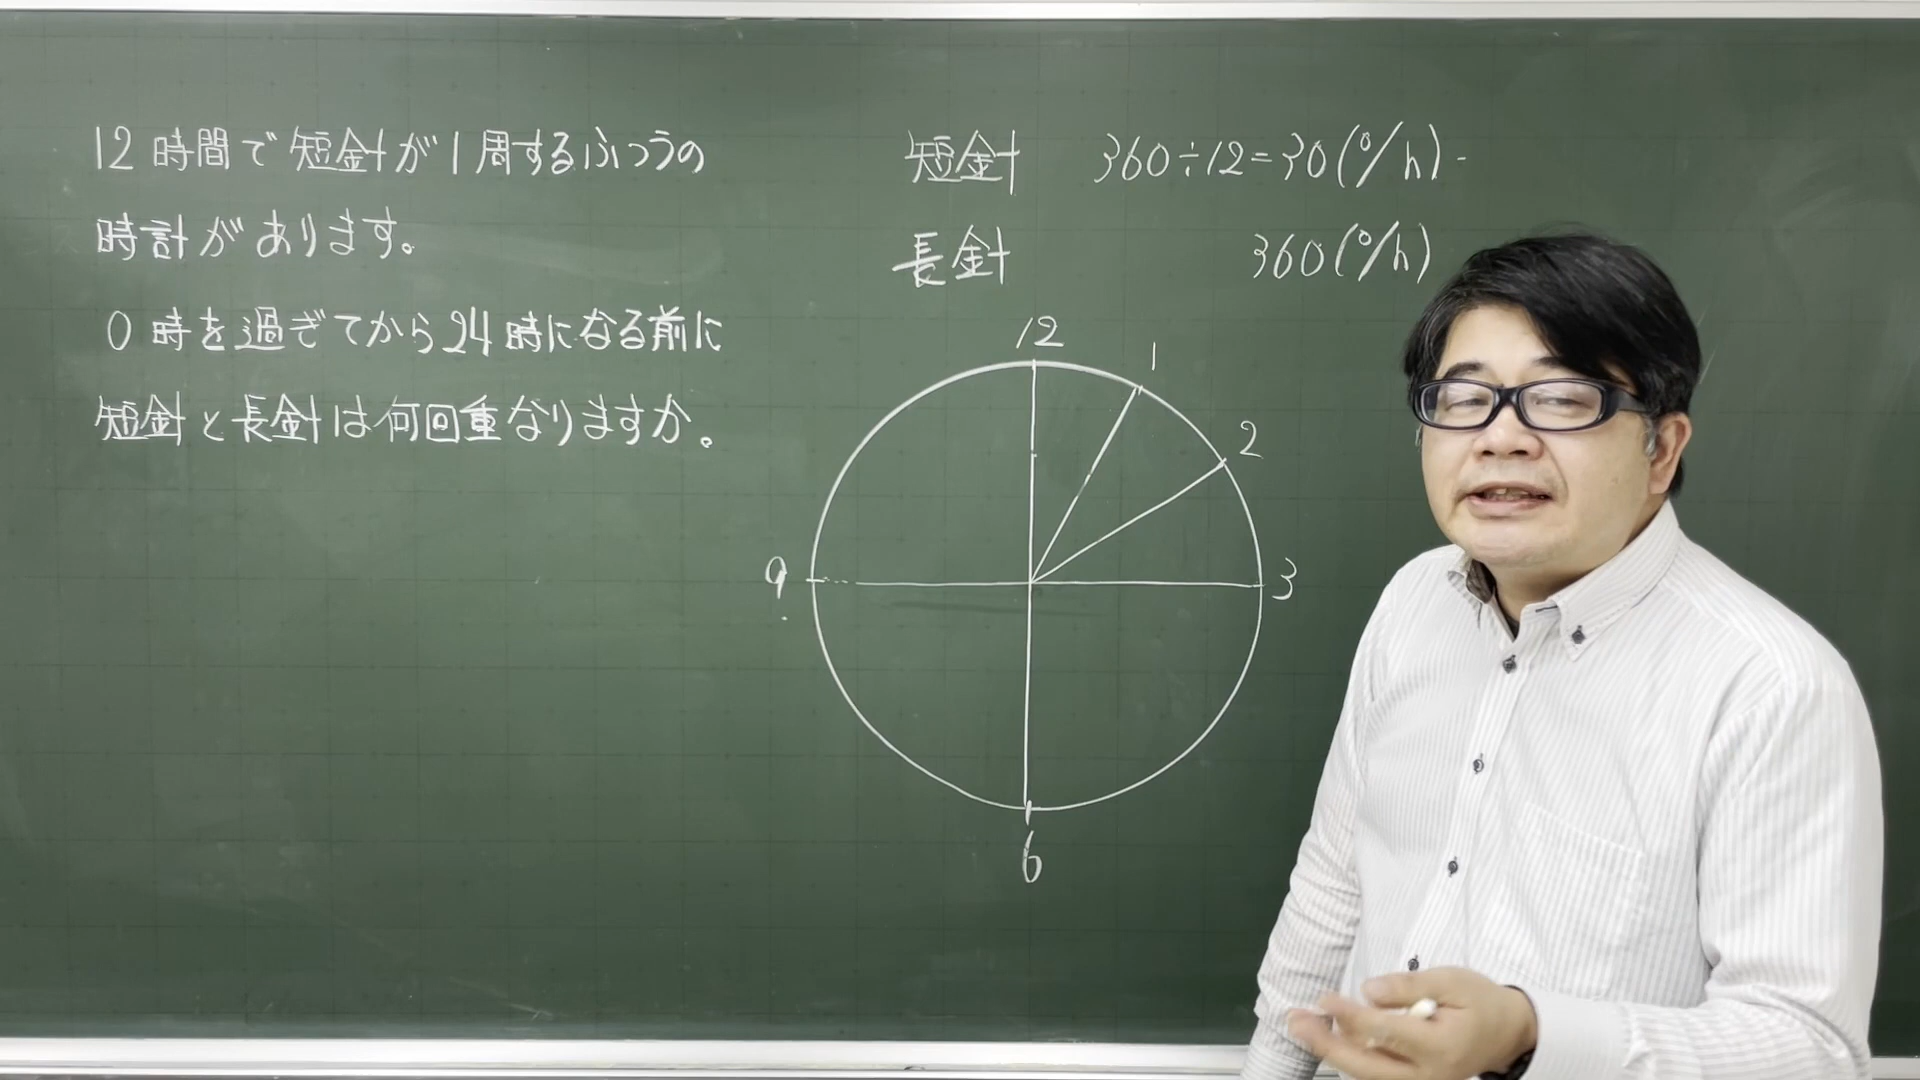 12時間で短針が1周するふつうの
時計があります。
0時を過ぎてから24時になる前に
短針と長針は何回重なりますか。
短針 360÷12=30(°/h)
長針 360(°/h)
12
1
2
9
3
6